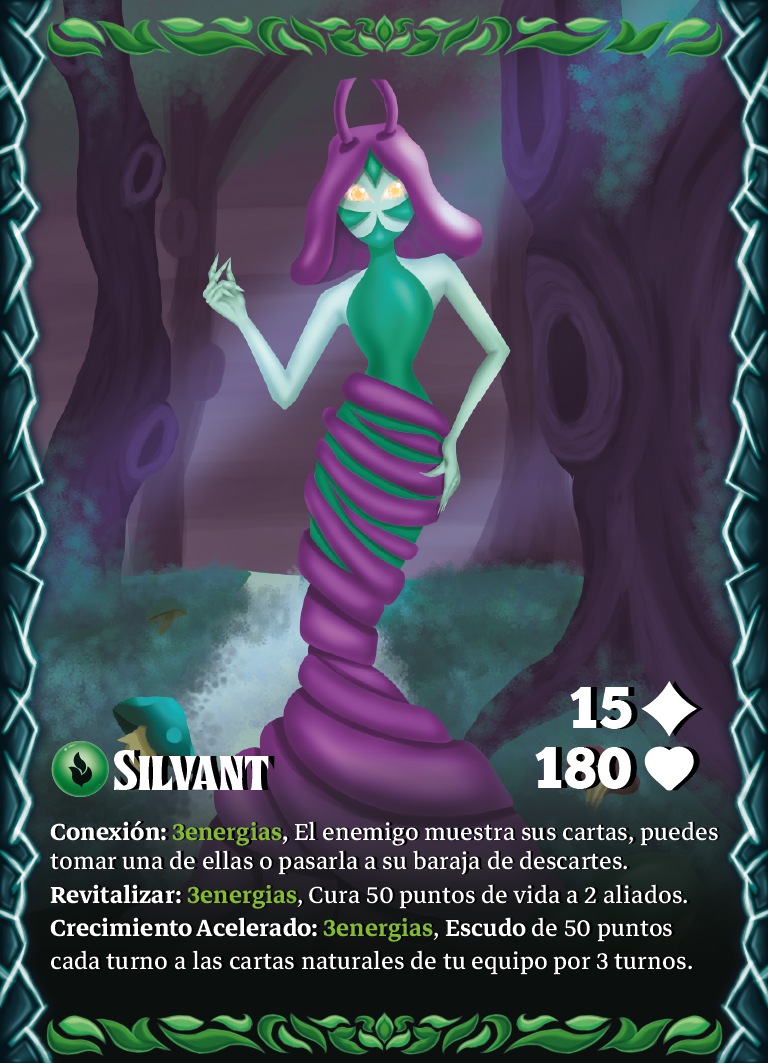 15
SILVANT
180
Conexión: 3energias, El enemigo muestra sus cartas, puedes
tomar una de ellas o pasarla a su baraja de descartes.
Revitalizar: 3energias, Cura 50 puntos de vida a 2 aliados.
Crecimiento Acelerado: 3energias, Escudo de 50 puntos
cada turno a las cartas naturales de tu equipo por 3 turnos.